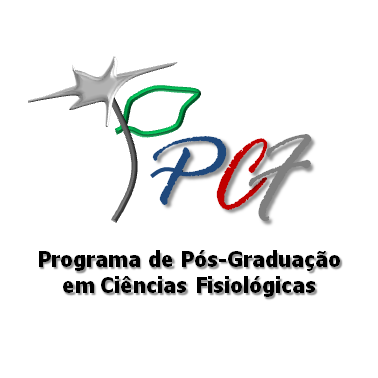 PCF
Programa de Pós-Graduação
em Ciências Fisiológicas